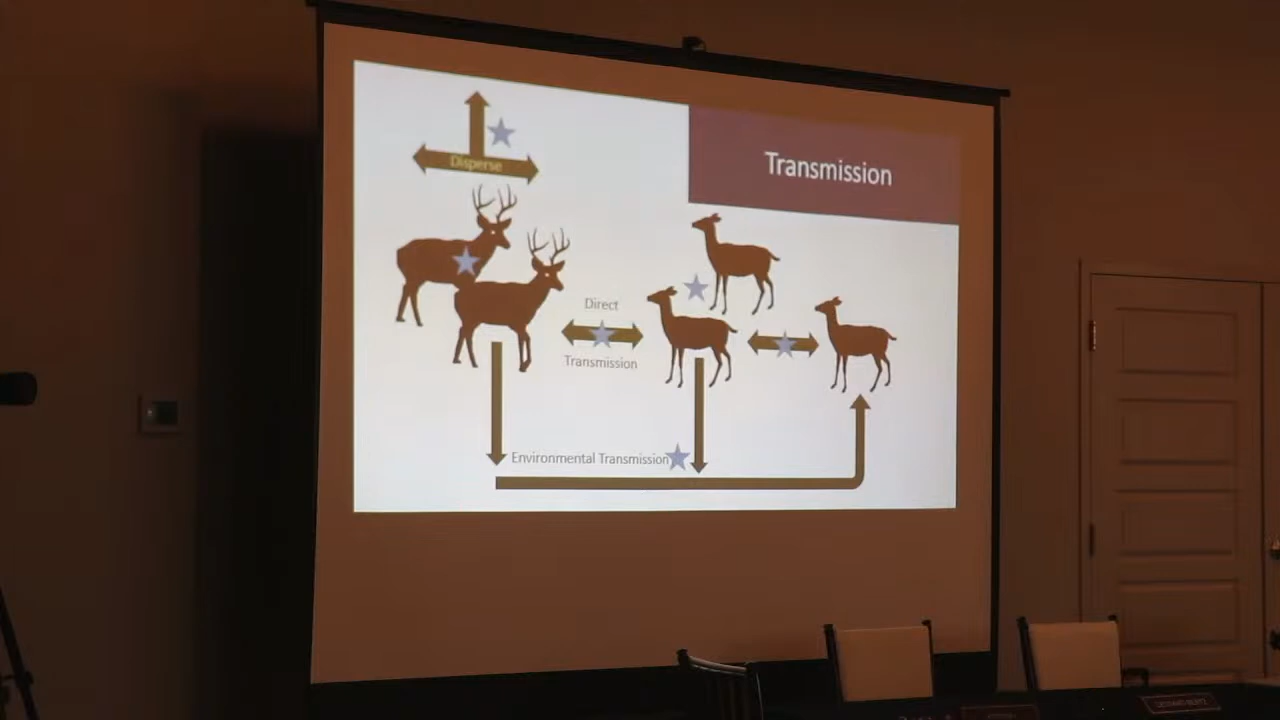 Transmission
Disperse
Direct
Transmission
Environmental Transmission